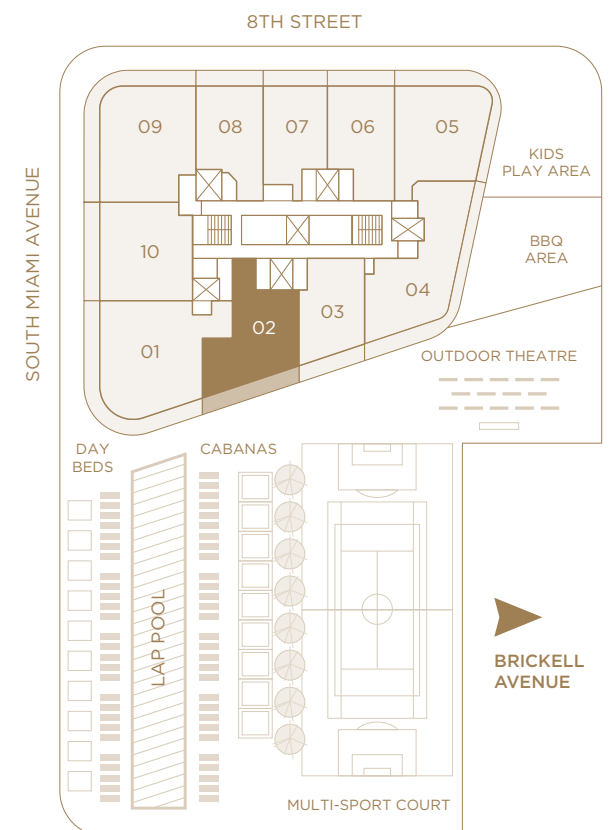 8TH STREET
SOUTH MIAMI AVENUE
09
08
07
06
05
KIDS
PLAY AREA
10
BBQ
AREA
04
03
02
01
OUTDOOR THEATRE
DAY
BEDS
CABANAS
LAP POOL
BRICKELL
AVENUE
MULTI-SPORT COURT